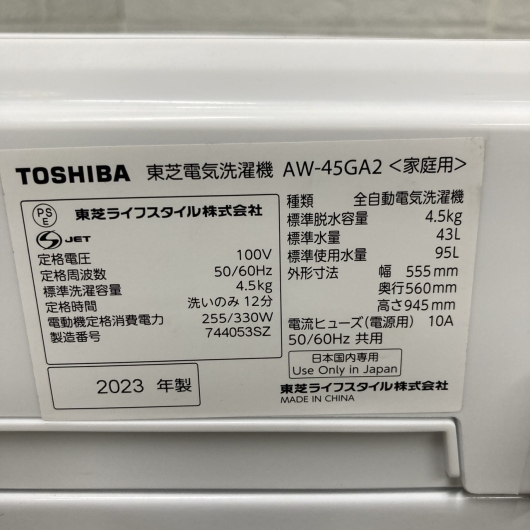 TOSHIBA 東芝電気洗濯機 AW-45GA2 <家庭用>
PS
E
東芝ライフスタイル株式会社
S JET
定格電圧 100V
定格周波数 50/60Hz
標準洗濯容量 4.5kg
定格時間 洗いのみ 12分
電動機定格消費電力 255/330W
製造番号 744053SZ
2023 年製
種類 全自動電気洗濯機
標準脱水容量 4.5kg
標準水量 43L
標準使用水量 95L
外形寸法 幅 555mm
奥行560mm
高さ945mm
電流ヒューズ(電源用) 10A
50/60Hz 共用
日本国内専用
Use Only in Japan
東芝ライフスタイル株式会社
MADE IN CHINA